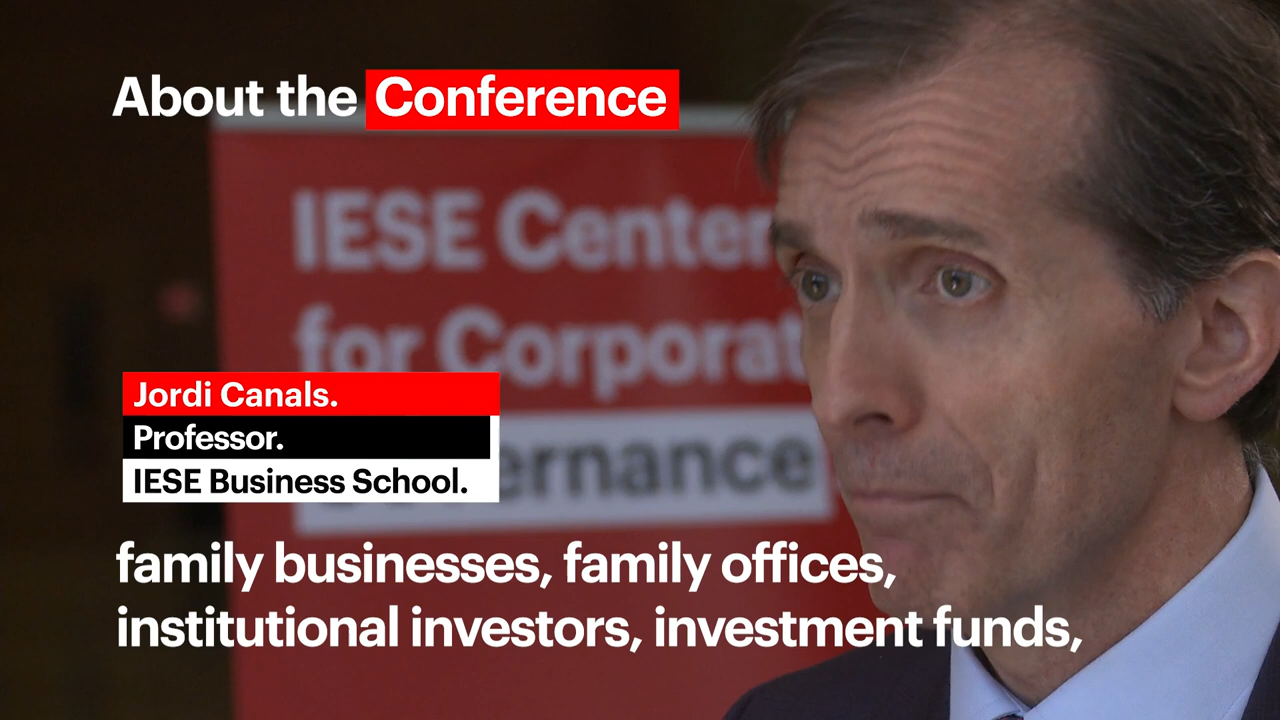 About the Conference
IESE Center
for Corporat
ernance
Jordi Canals.
Professor.
IESE Business School.
family businesses, family offices,
institutional investors, investment funds,